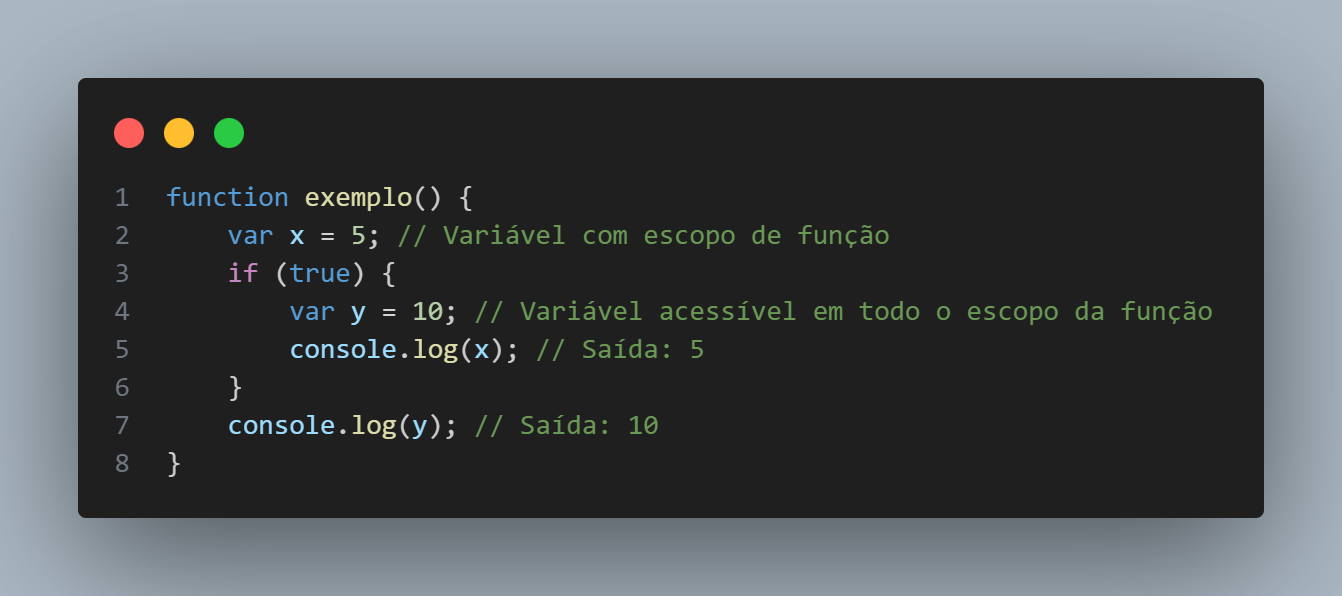 1 function exemplo() {
2     var x = 5; // Variável com escopo de função
3     if (true) {
4         var y = 10; // Variável acessível em todo o escopo da função
5         console.log(x); // Saída: 5
6     }
7     console.log(y); // Saída: 10
8 }